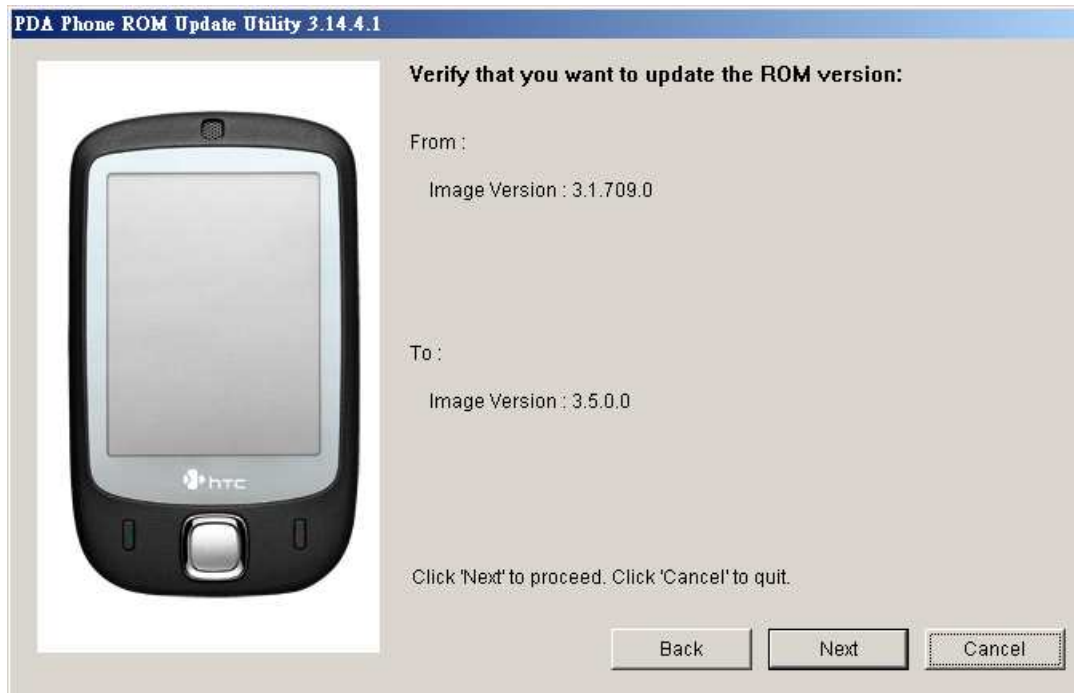 PDA Phone ROM Update Utility 3.14.4.1
Verify that you want to update the ROM version:
From :
Image Version : 3.1.709.0
To :
Image Version : 3.5.0.0
hTC
Click 'Next' to proceed. Click 'Cancel' to quit.
Back
Next
Cancel